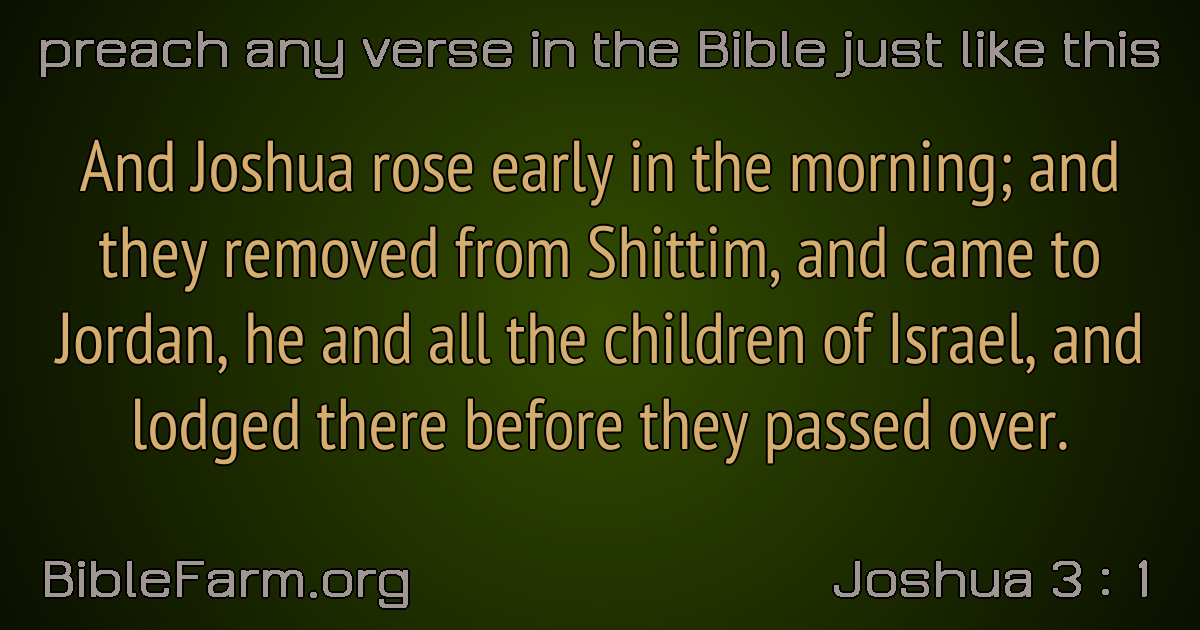 preach any verse in the Bible just like this
And Joshua rose early in the morning; and
they removed from Shittim, and came to
Jordan, he and all the children of Israel, and
lodged there before they passed over.
BibleFarm.org
Joshua 3 : 1